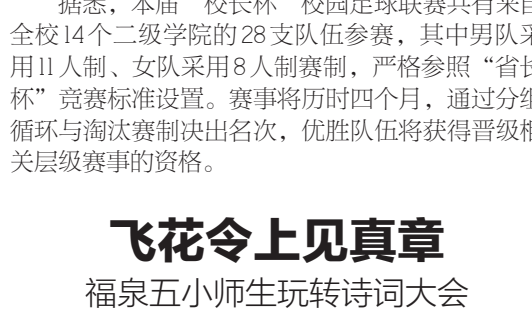 据悉，本届“校长杯”校园足球联赛共有来自
全校14个二级学院的28支队伍参赛，其中男队采
用11人制、女队采用8人制赛制，严格参照“省长
杯”竞赛标准设置。赛事将历时四个月，通过分组
循环与淘汰赛制决出名次，优胜队伍将获得晋级相
关层级赛事的资格。
飞花令上见真章
福泉五小师生玩转诗词大会